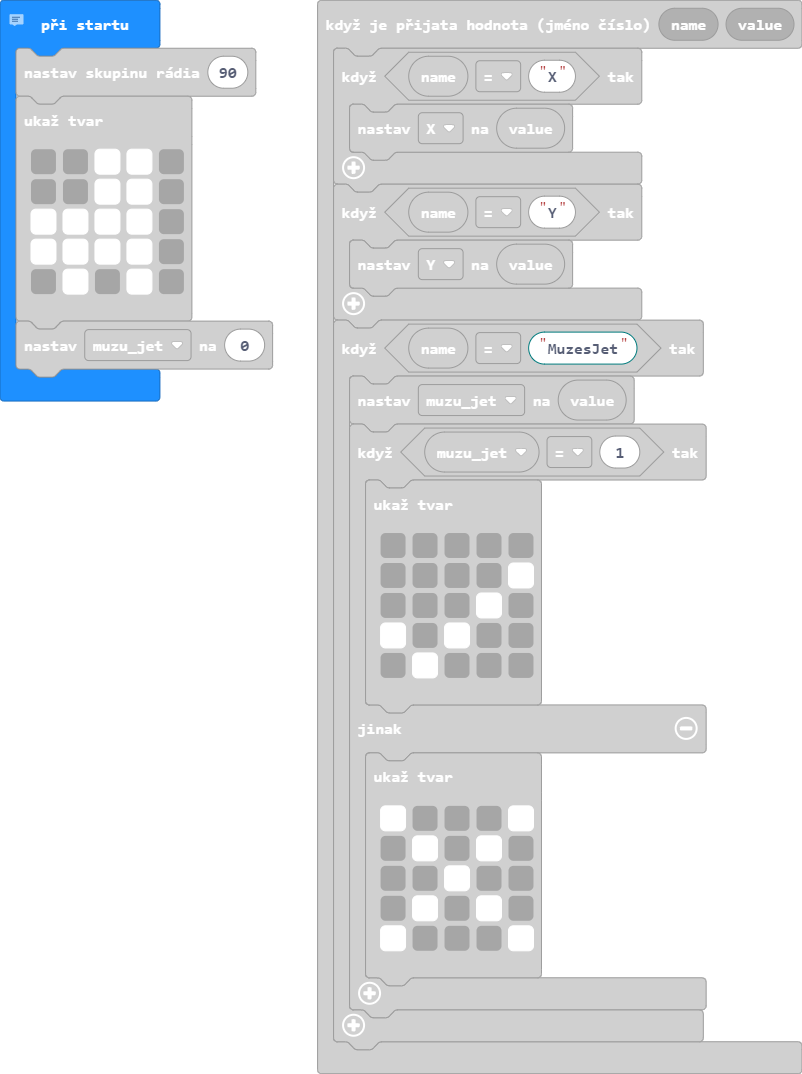 při startu
nastav skupinu rádia 90
ukaž tvar
nastav muzu_jet na 0
když je přijata hodnota (jméno číslo) name value
když name = "X" tak
nastav X na value
když name = "Y" tak
nastav Y na value
když name = "MuzesJet" tak
nastav muzu_jet na value
když muzu_jet = 1 tak
ukaž tvar
jinak
ukaž tvar